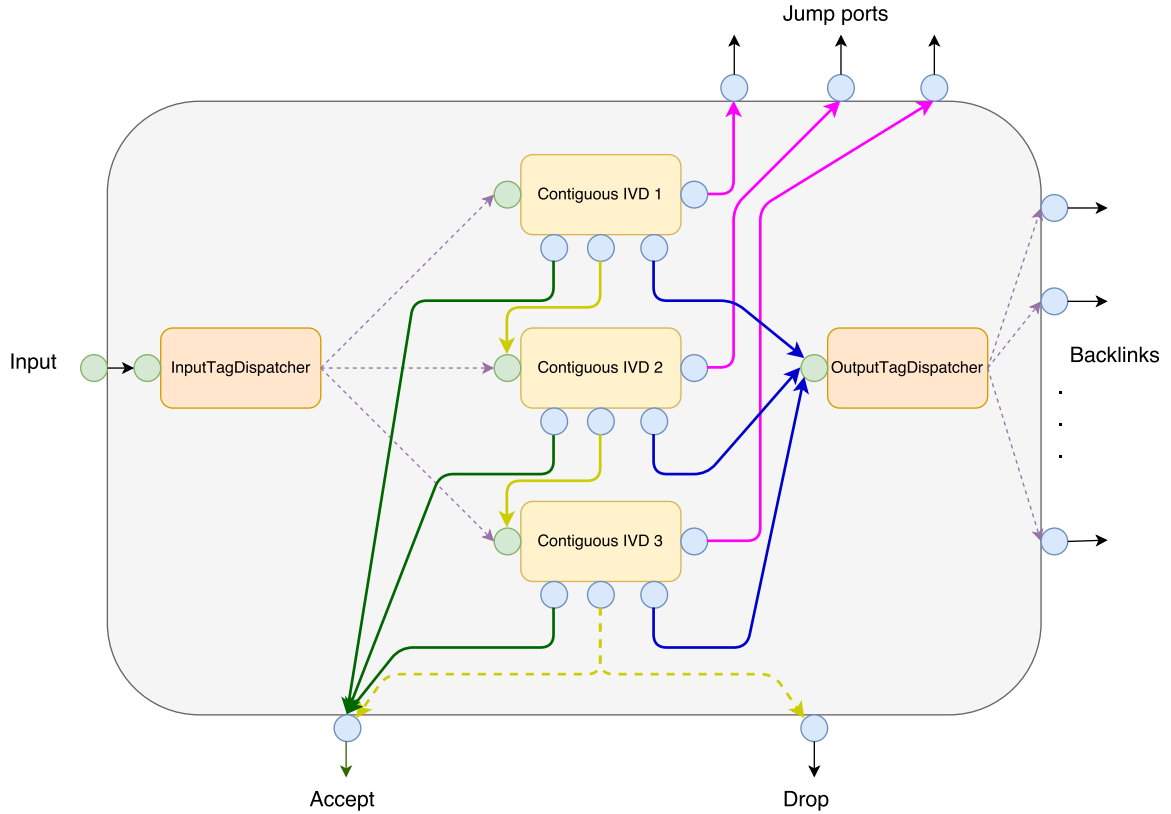 Jump ports
Contiguous IVD 1
Input
InputTagDispatcher
Contiguous IVD 2
OutputTagDispatcher
Backlinks
.
.
.
Contiguous IVD 3
Accept
Drop